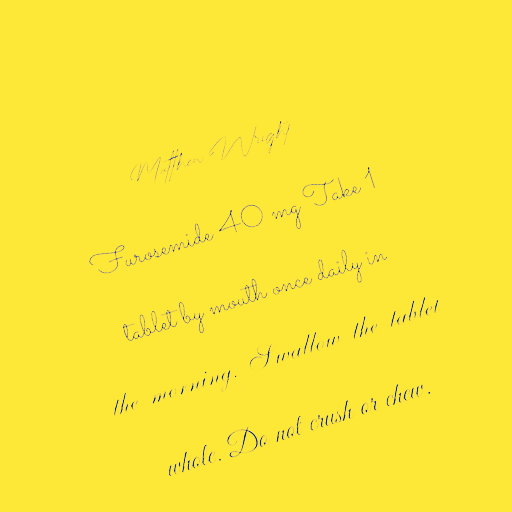 Matthew Wright
Furosemide 40 mg Take 1
tablet by mouth once daily in
the morning. Swallow the tablet
whole. Do not crush or chew.